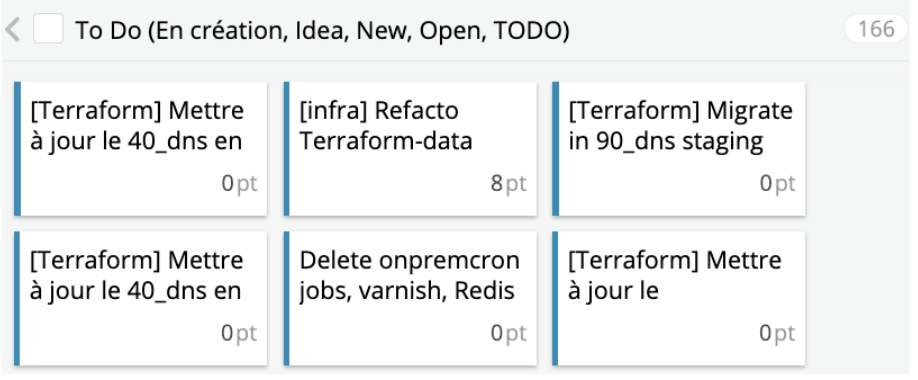 To Do (En création, Idea, New, Open, TODO)
166
[Terraform] Mettre
à jour le 40_dns en
0pt
[infra] Refacto
Terraform-data
8pt
[Terraform] Migrate
in 90_dns staging
0pt
[Terraform] Mettre
à jour le 40_dns en
0pt
Delete onpremcron
jobs, varnish, Redis
0pt
[Terraform] Mettre
à jour le
0pt